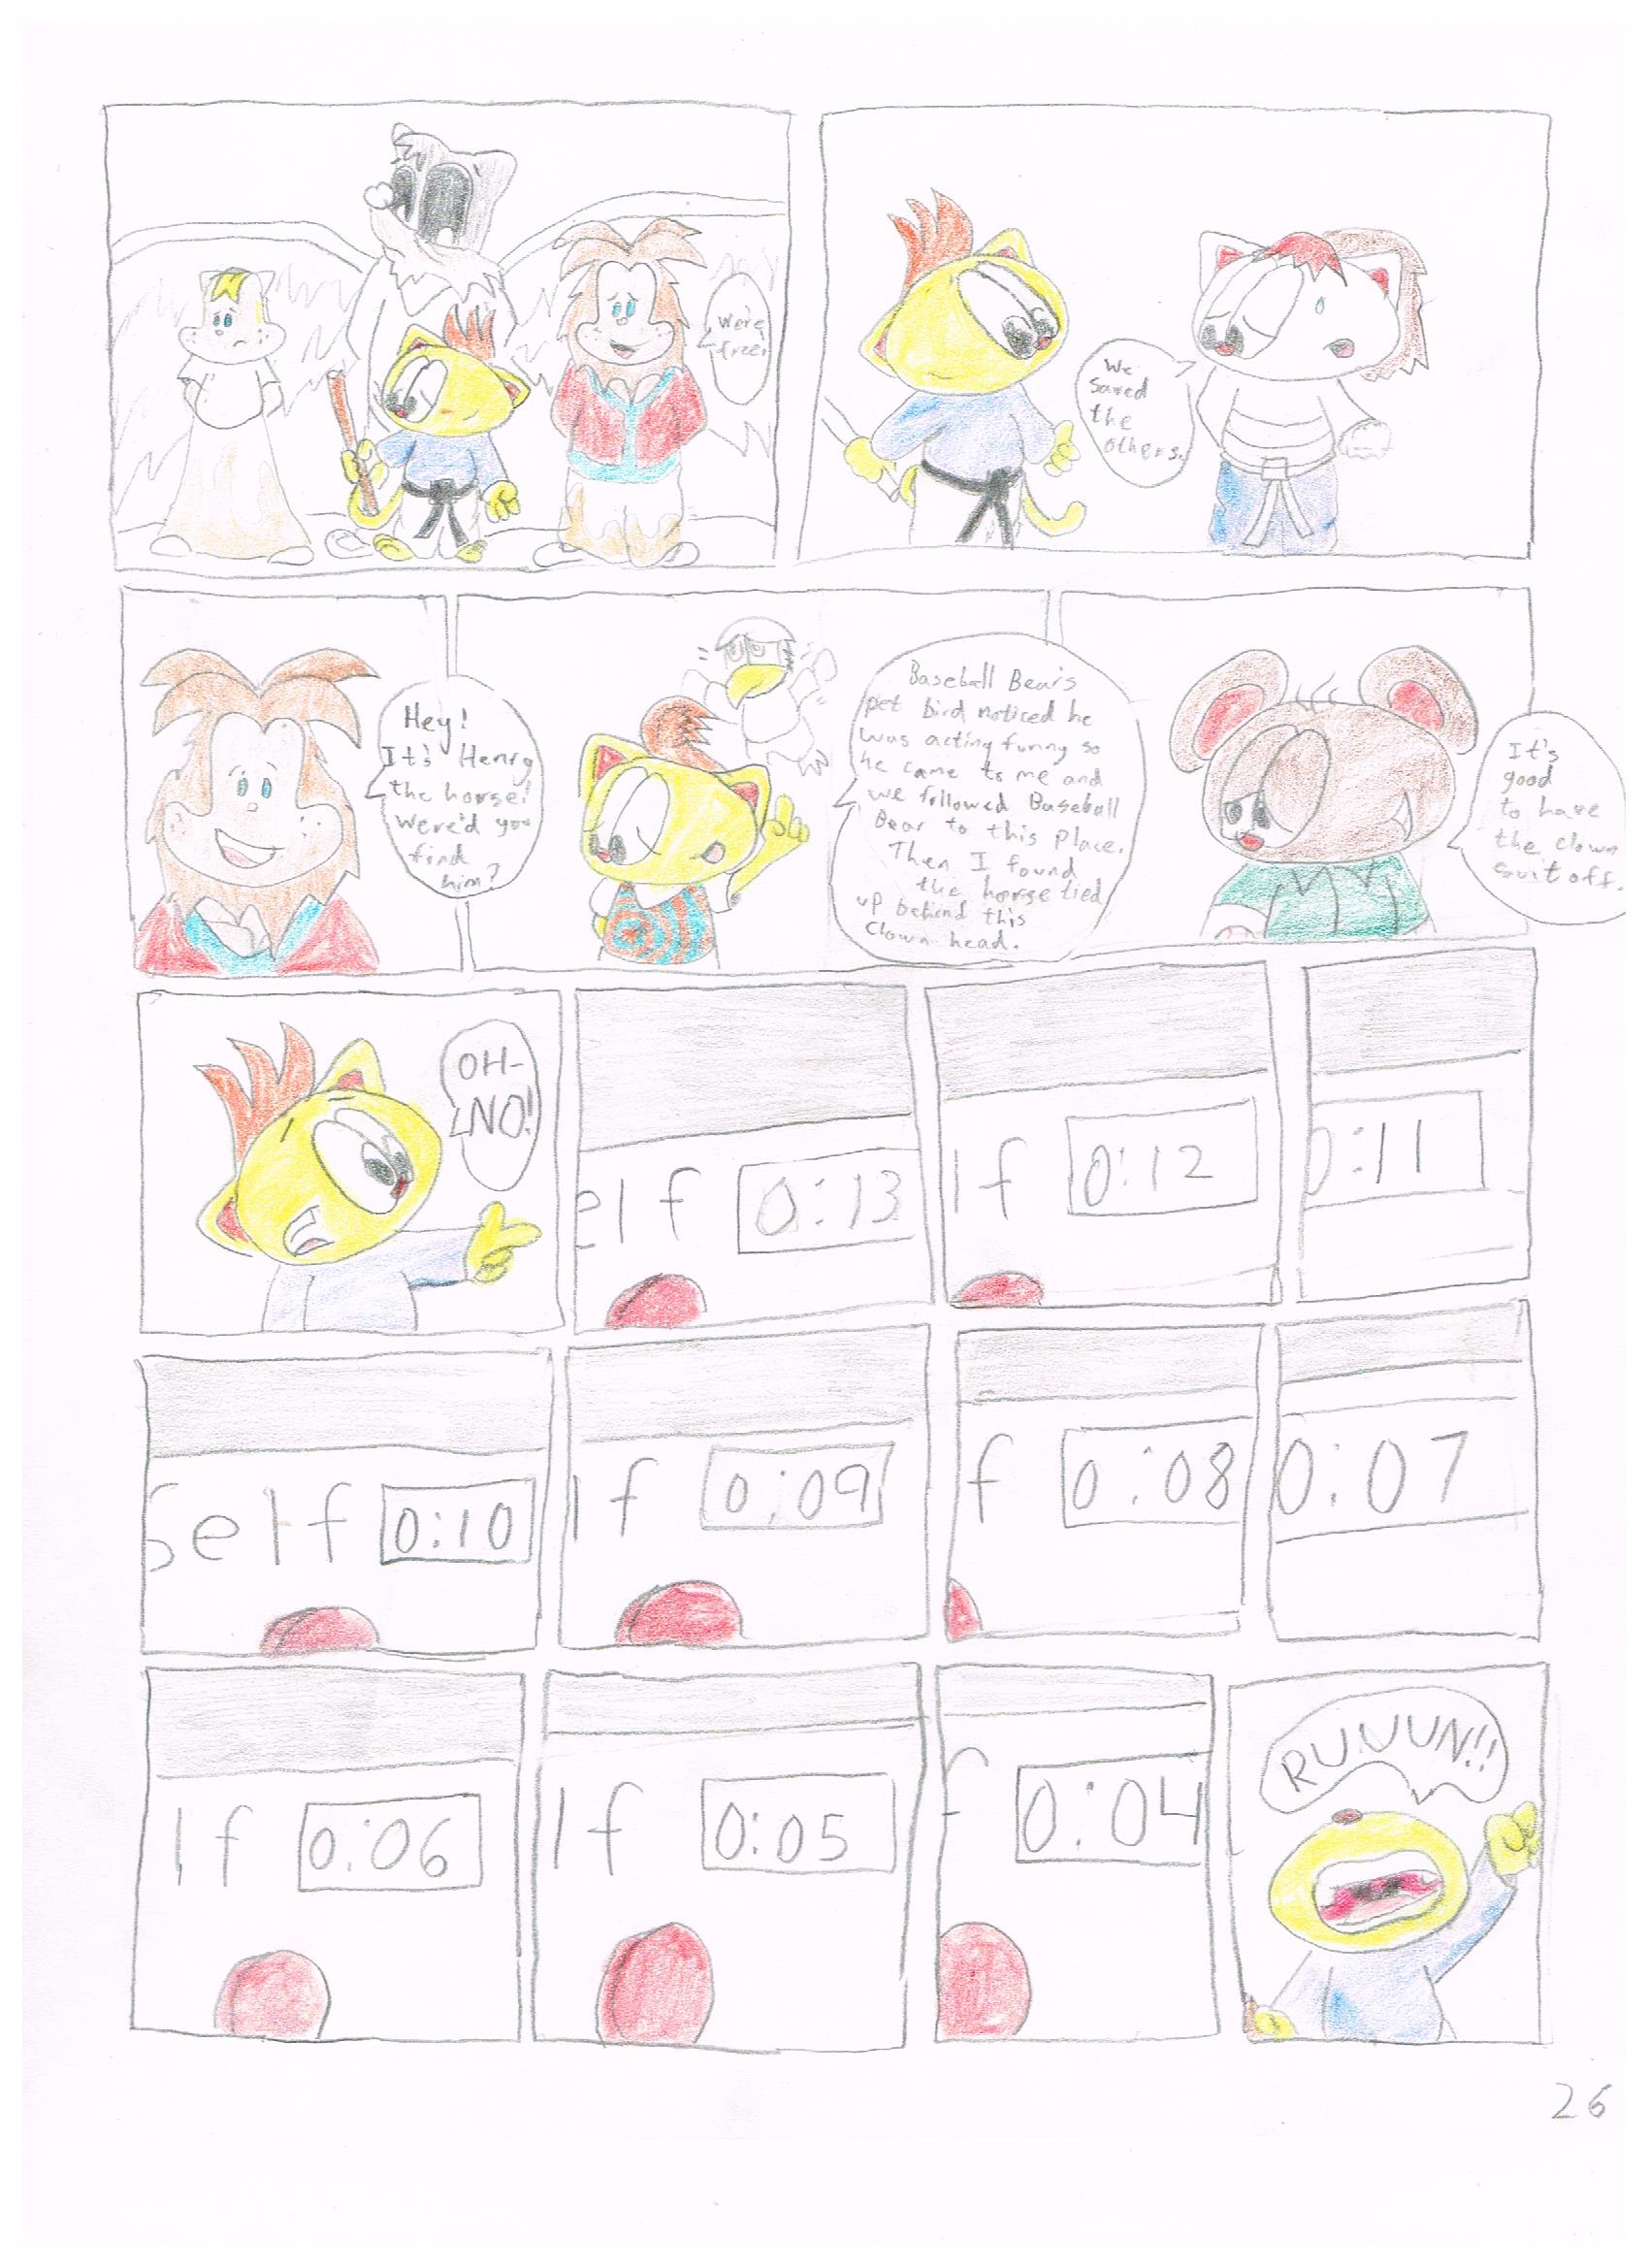 We're
free.
We
saved
the
others.
Hey!
It's Henry
the horse!
Were'd you
find
him?
Baseball Bear's
pet bird noticed he
was acting funny so
he came to me and
we followed Baseball
Bear to this place.
Then I found
the horse tied
up behind this
clown head.
It's
good
to have
the clown
suit off.
OH-
NO!
elf 0:13
lf 0:12
0:11
Self 0:10
lf 0:09
f 0:08
0:07
lf 0:06
lf 0:05
f 0:04
RUUUN!!
26